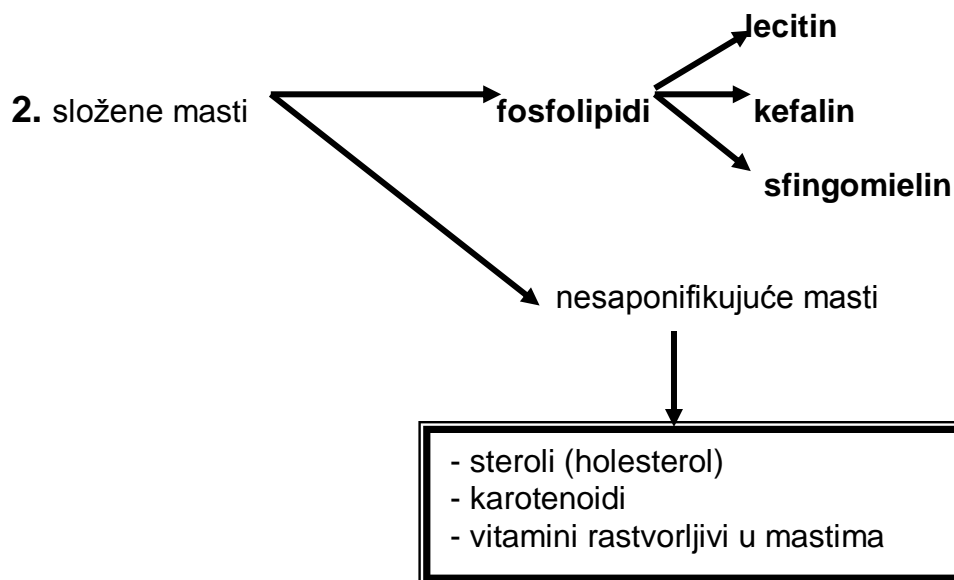 lecitin
2. složene masti
fosfolipidi
kefalin
sfingomielin
nesaponifikujuće masti
- steroli (holesterol)
- karotenoidi
- vitamini rastvorljivi u mastima